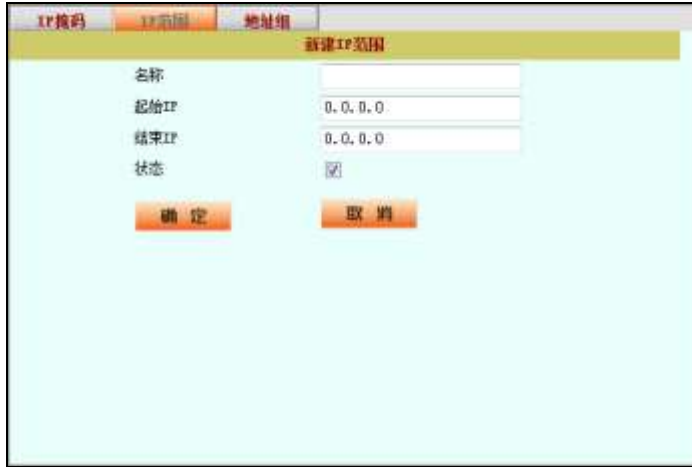 IP掩码 IP范围 地址组
新建IP范围
名称
起始IP 0.0.0.0
结束IP 0.0.0.0
状态
确 定 取 消